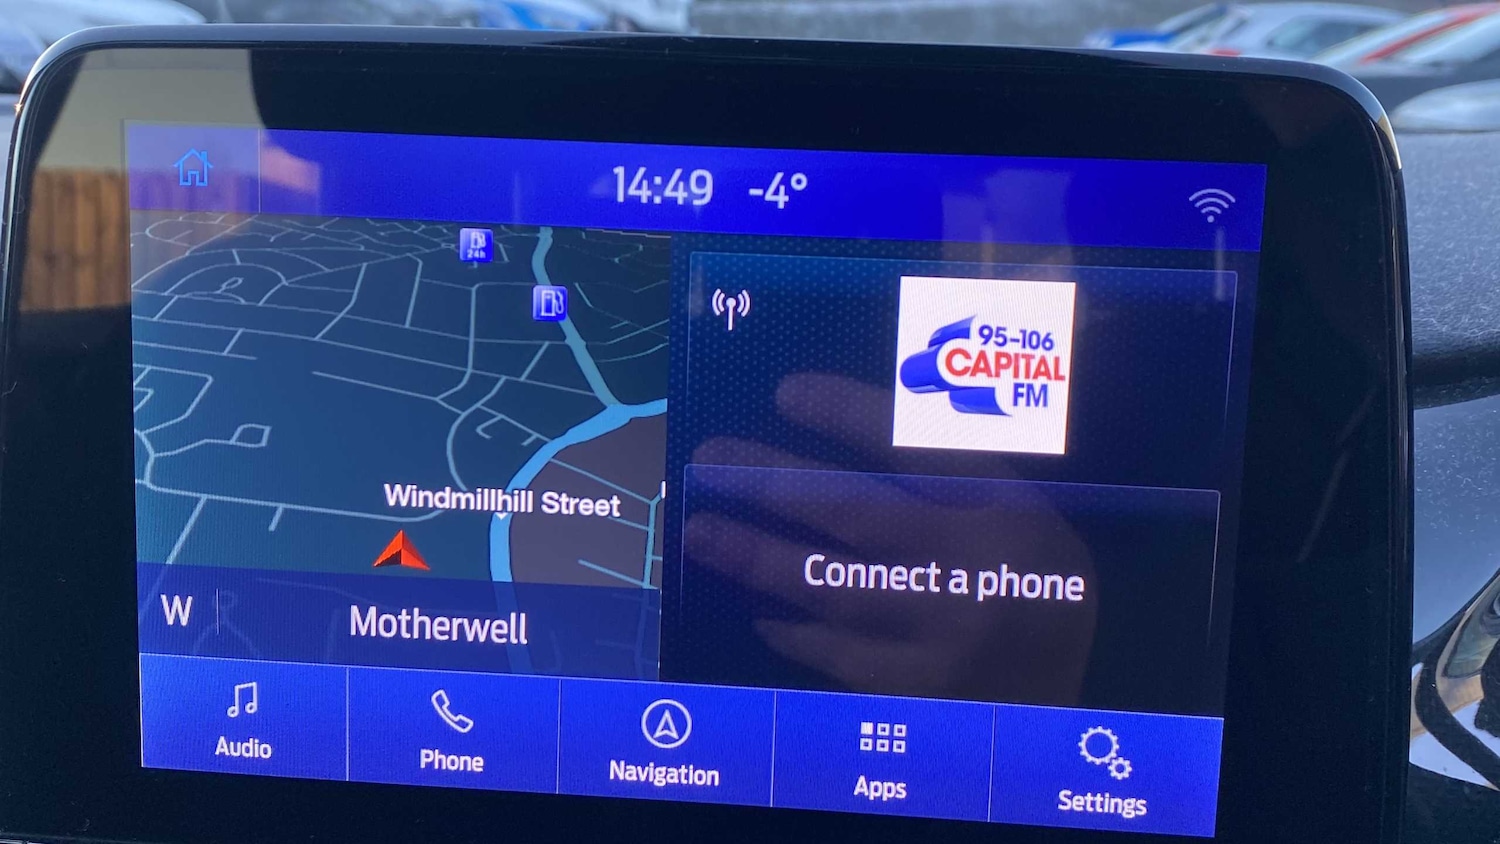 14:49 -4°
24h
95-106
CAPITAL
FM
Windmillhill Street
W
Motherwell
Connect a phone
Audio
Phone
Navigation
Apps
Settings